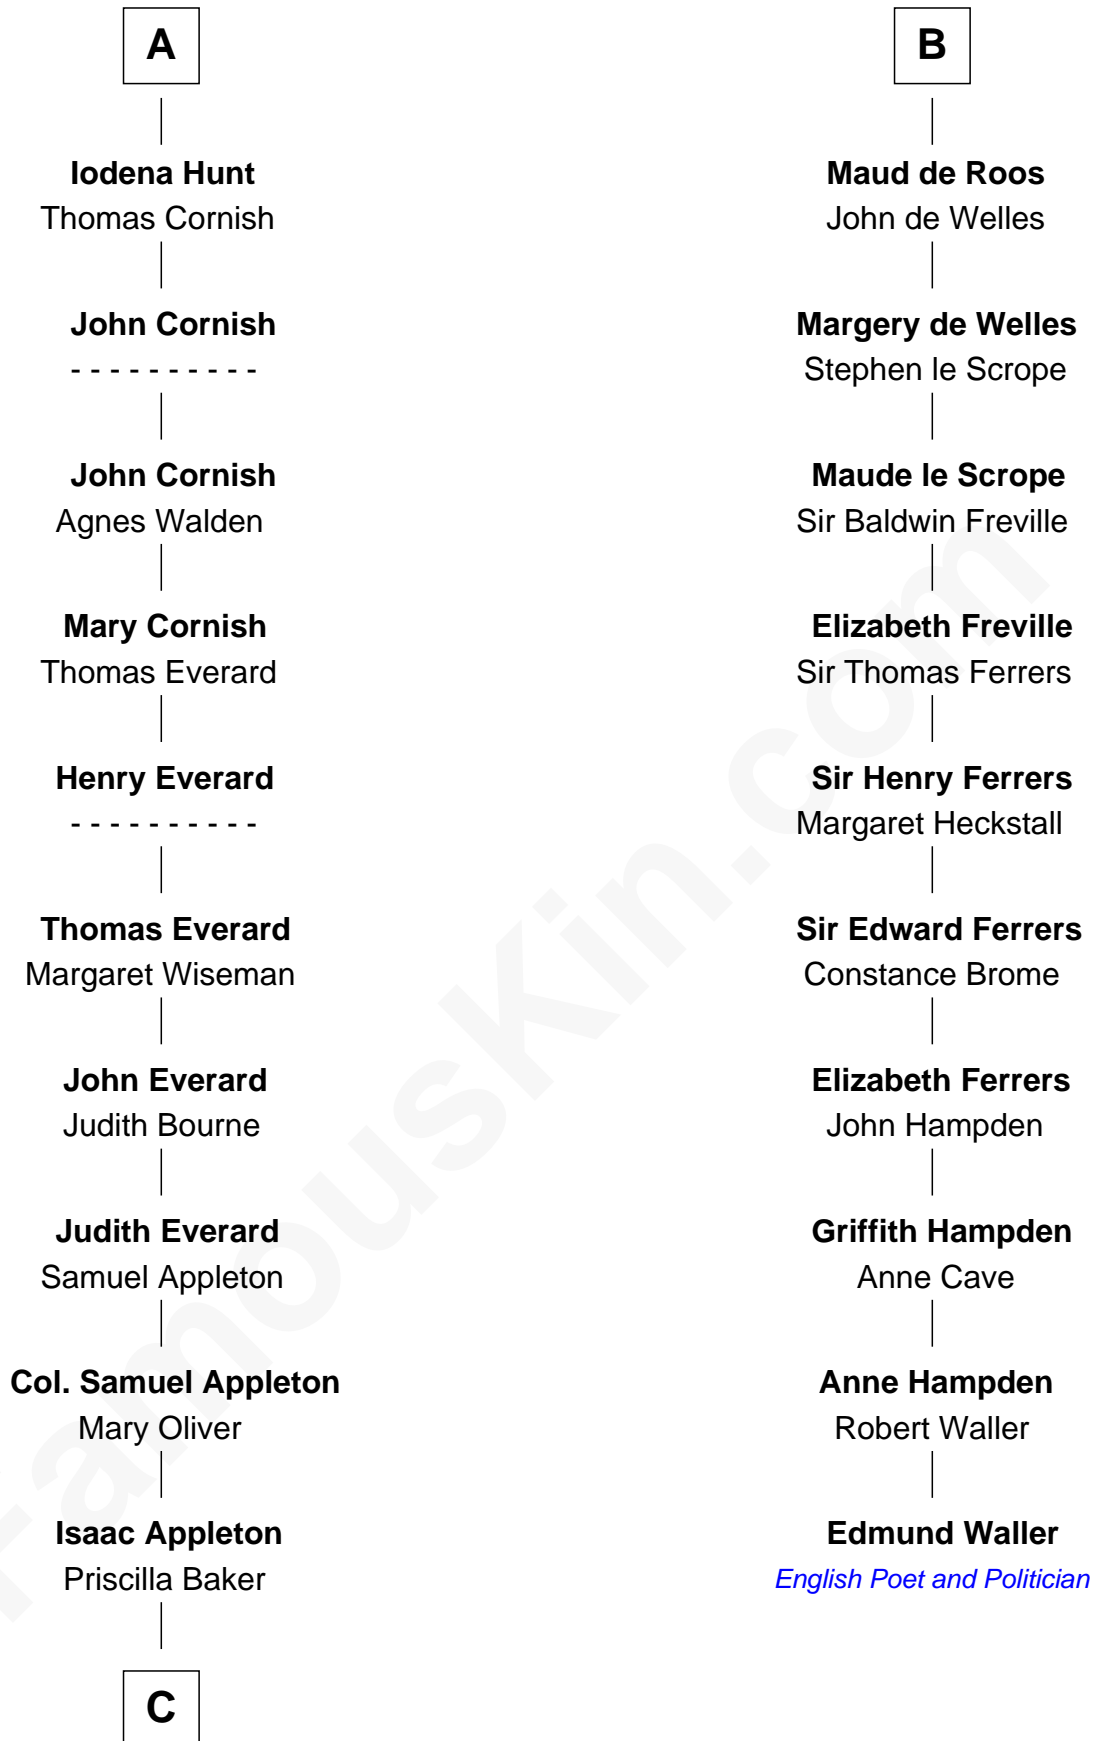 A
Iodena Hunt
Thomas Cornish
John Cornish
- - - - - - - - - -
John Cornish
Agnes Walden
Mary Cornish
Thomas Everard
Henry Everard
- - - - - - - - - -
Thomas Everard
Margaret Wiseman
John Everard
Judith Bourne
Judith Everard
Samuel Appleton
Col. Samuel Appleton
Mary Oliver
Isaac Appleton
Priscilla Baker
C
B
Maud de Roos
John de Welles
Margery de Welles
Stephen le Scrope
Maude le Scrope
Sir Baldwin Freville
Elizabeth Freville
Sir Thomas Ferrers
Sir Henry Ferrers
Margaret Heckstall
Sir Edward Ferrers
Constance Brome
Elizabeth Ferrers
John Hampden
Griffith Hampden
Anne Cave
Anne Hampden
Robert Waller
Edmund Waller
English Poet and Politician
FamousKin.com